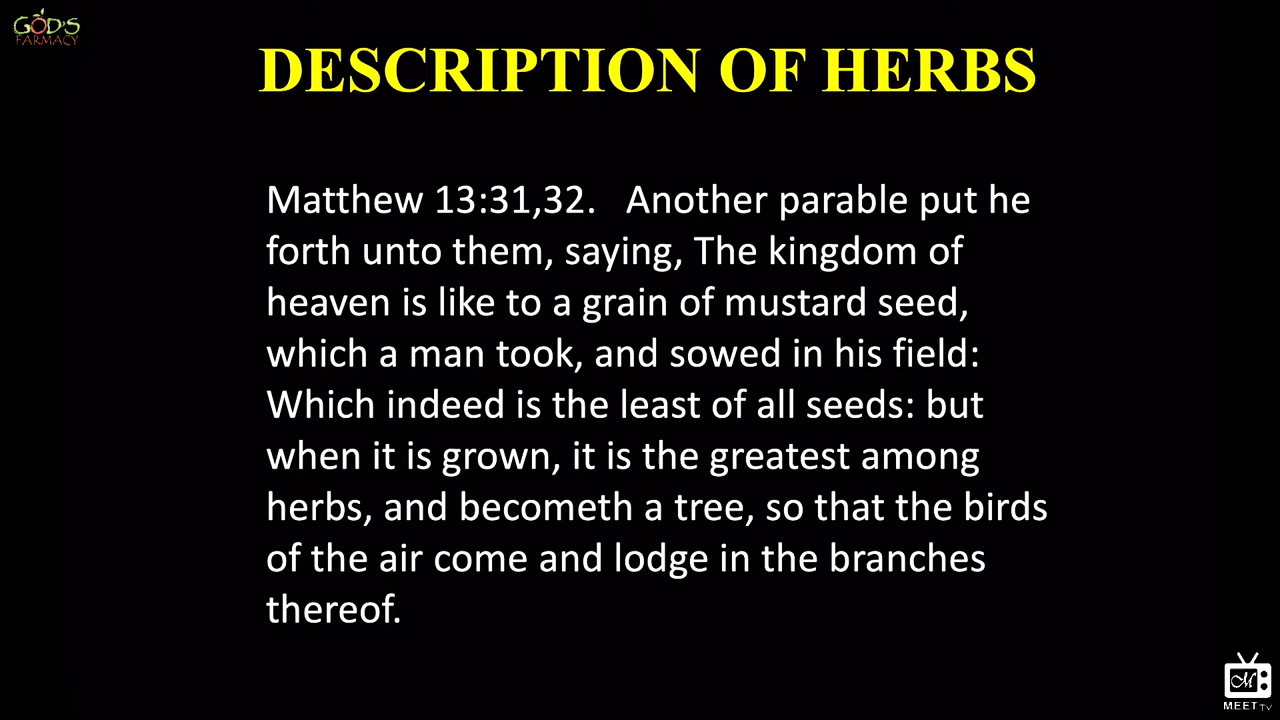 GOD'S
FARMACY
DESCRIPTION OF HERBS
Matthew 13:31,32.   Another parable put he
forth unto them, saying, The kingdom of
heaven is like to a grain of mustard seed,
which a man took, and sowed in his field:
Which indeed is the least of all seeds: but
when it is grown, it is the greatest among
herbs, and becometh a tree, so that the birds
of the air come and lodge in the branches
thereof.
M
MEET TV